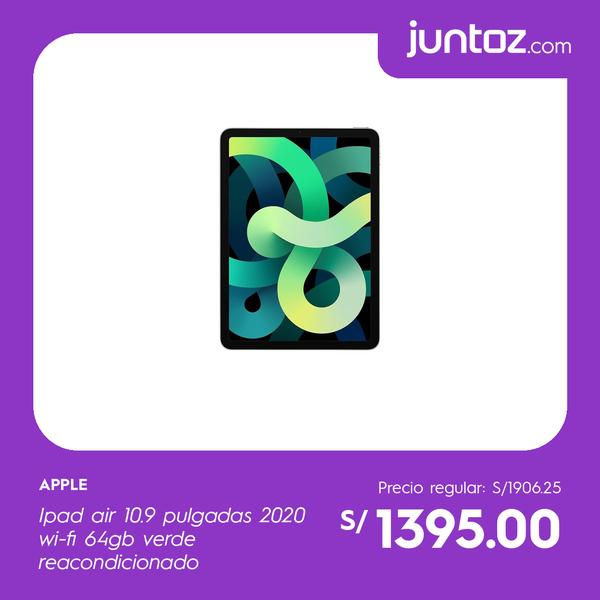 juntoz.com
APPLE
Ipad air 10.9 pulgadas 2020
wi-fi 64gb verde
reacondicionado
Precio regular: S/1906.25
S/1395.00